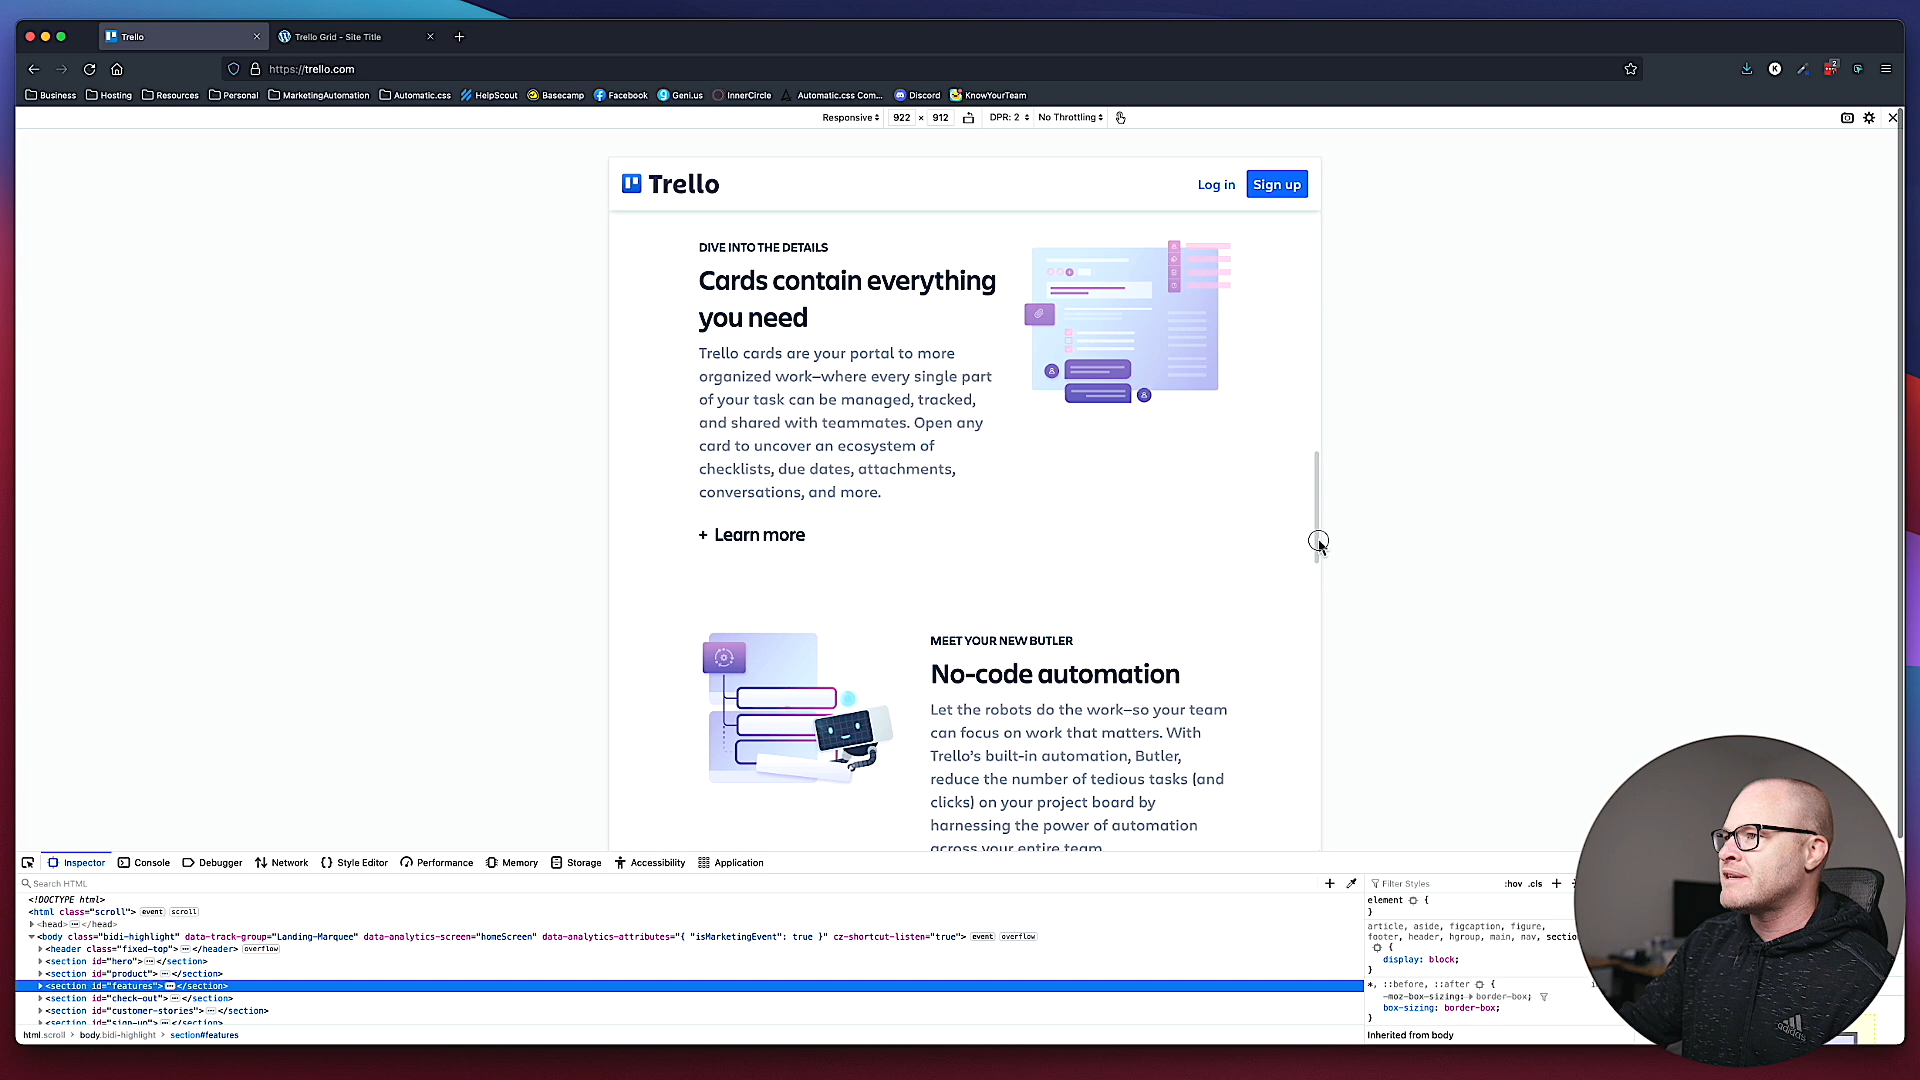 Trello
Trello Grid - Site Title
https://trello.com
Business
Hosting
Resources
Personal
MarketingAutomation
Automatic.css
HelpScout
Basecamp
Facebook
Geni.us
InnerCircle
Automatic.css Com...
Discord
KnowYourTeam
Responsive
922 × 912
DPR: 2
No Throttling
Trello
Log in
Sign up
DIVE INTO THE DETAILS
Cards contain everything
you need
Trello cards are your portal to more
organized work—where every single part
of your task can be managed, tracked,
and shared with teammates. Open any
card to uncover an ecosystem of
checklists, due dates, attachments,
conversations, and more.
+ Learn more
MEET YOUR NEW BUTLER
No-code automation
Let the robots do the work—so your team
can focus on work that matters. With
Trello's built-in automation, Butler,
reduce the number of tedious tasks (and
clicks) on your project board by
harnessing the power of automation
across your entire team.
Inspector
Console
Debugger
Network
Style Editor
Performance
Memory
Storage
Accessibility
Application
Search HTML
<!DOCTYPE html>
<html class="scroll"> event scroll
<head>
</head>
<body class="bidi-highlight" data-track-group="Landing-Marquee" data-analytics-screen="homeScreen" data-analytics-attributes="{ "isMarketingEvent": true }" cz-shortcut-listen="true"> event overflow
<header class="fixed-top"> </header> overflow
<section id="hero"> </section>
<section id="product"> </section>
<section id="features"> </section>
<section id="check-out"> </section>
<section id="customer-stories"> </section>
<section id="sign-up"> </section>
html.scroll > body.bidi-highlight > section#features
Filter Styles
:hov .cls +
element {
}
article, aside, figcaption, figure,
footer, header, hgroup, main, nav, section
{
display: block;
}
*, ::before, ::after {
-moz-box-sizing: border-box;
box-sizing: border-box;
}
Inherited from body
adidas